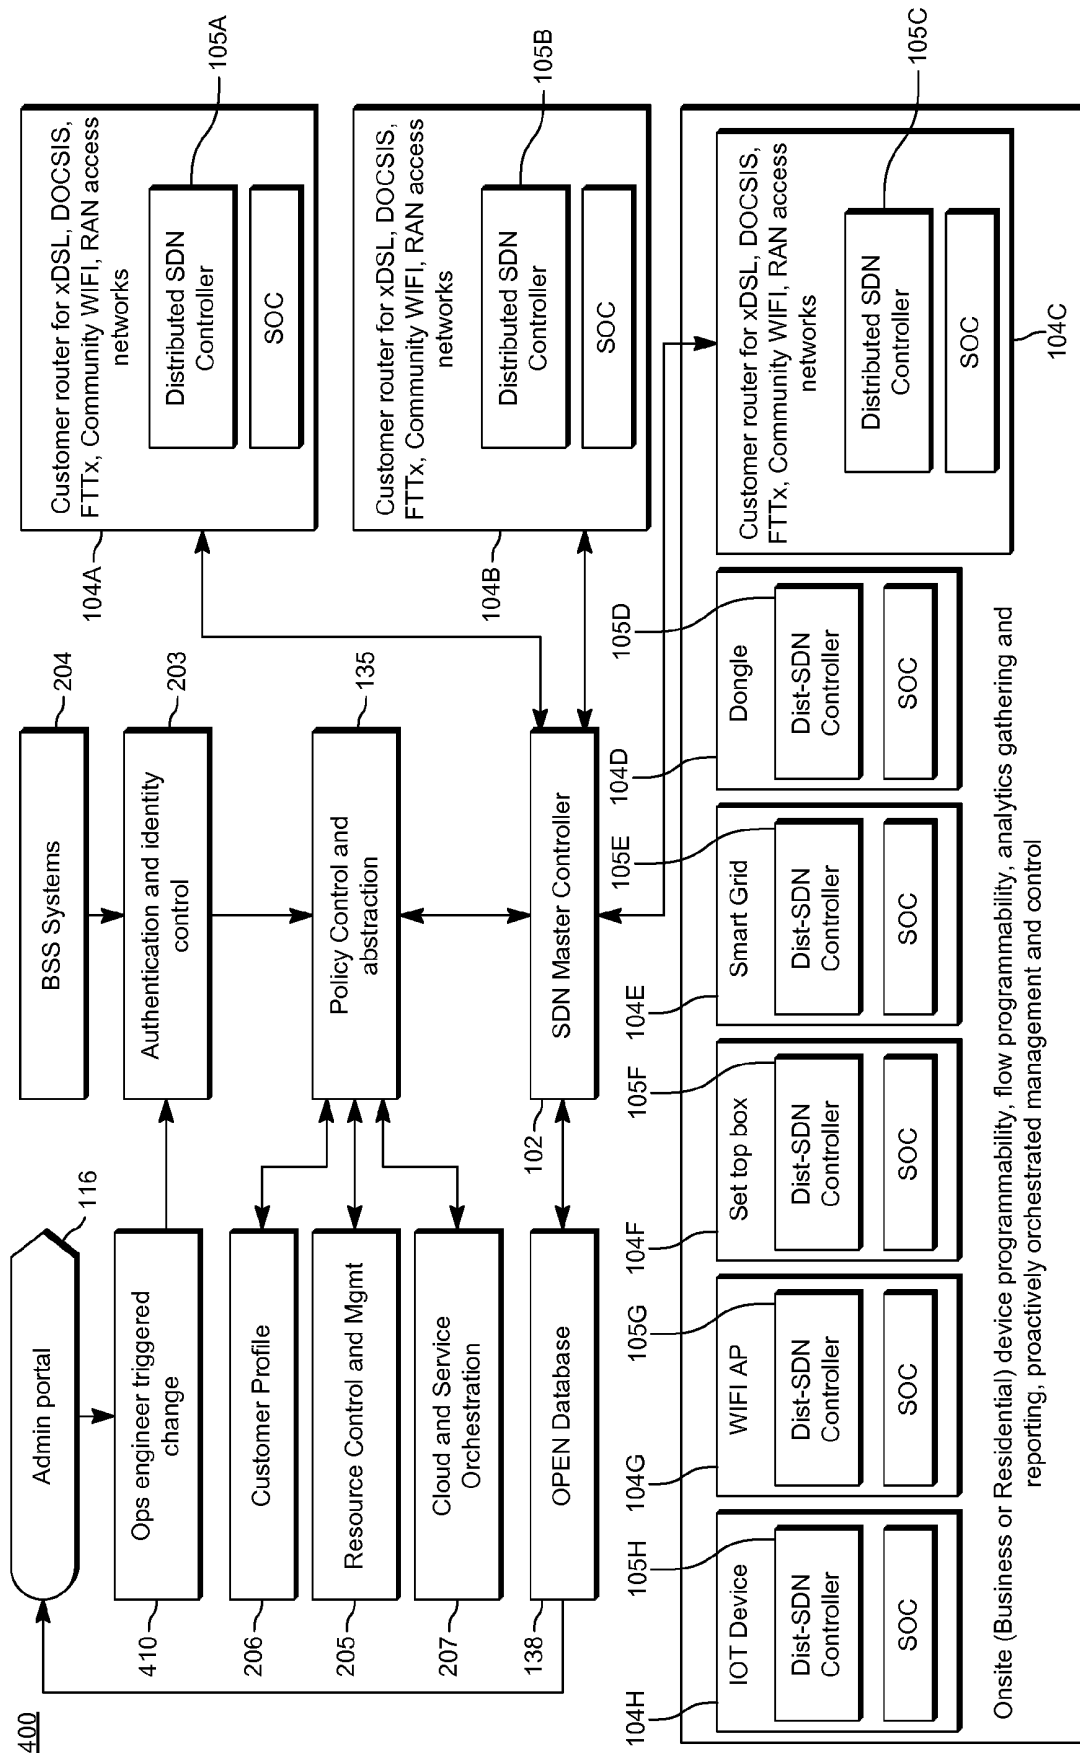 400
Admin portal
116
Ops engineer triggered
change
410
BSS Systems
204
Authentication and identity
control
203
Customer Profile
206
Resource Control and Mgmt
205
Cloud and Service
Orchestration
207
Policy Control and
abstraction
135
OPEN Database
138
SDN Master Controller
102
Customer router for xDSL, DOCSIS,
FTTx, Community WIFI, RAN access
networks
Distributed SDN
Controller
SOC
104A
105A
Customer router for xDSL, DOCSIS,
FTTx, Community WIFI, RAN access
networks
Distributed SDN
Controller
SOC
104B
105B
104H
105H
IOT Device
Dist-SDN
Controller
SOC
104G
105G
WIFI AP
Dist-SDN
Controller
SOC
104F
105F
Set top box
Dist-SDN
Controller
SOC
104E
105E
Smart Grid
Dist-SDN
Controller
SOC
104D
105D
Dongle
Dist-SDN
Controller
SOC
Customer router for xDSL, DOCSIS,
FTTx, Community WIFI, RAN access
networks
Distributed SDN
Controller
SOC
105C
104C
Onsite (Business or Residential) device programmability, flow programmability, analytics gathering and
reporting, proactively orchestrated management and control